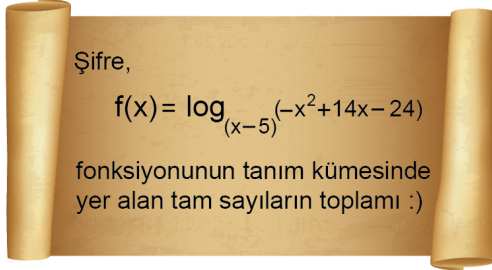 Şifre,
f(x) = log₍ₓ₋₅₎(−x²+14x−24)
fonksiyonunun tanım kümesinde
yer alan tam sayıların toplamı :)